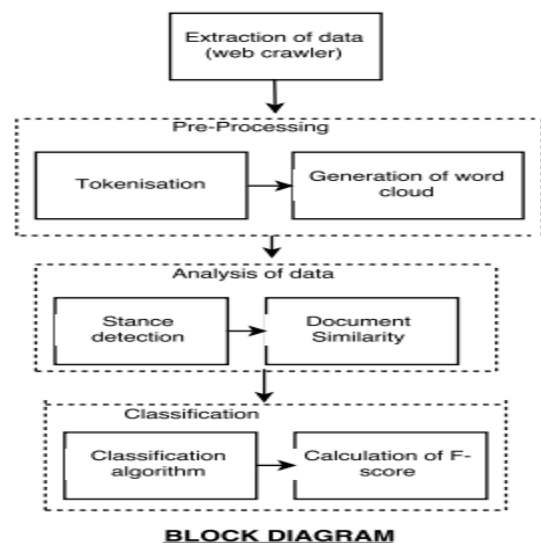 Extraction of data
(web crawler)
Pre-Processing
Tokenisation
Generation of word
cloud
Analysis of data
Stance
detection
Document
Similarity
Classification
Classification
algorithm
Calculation of F-
score
BLOCK DIAGRAM